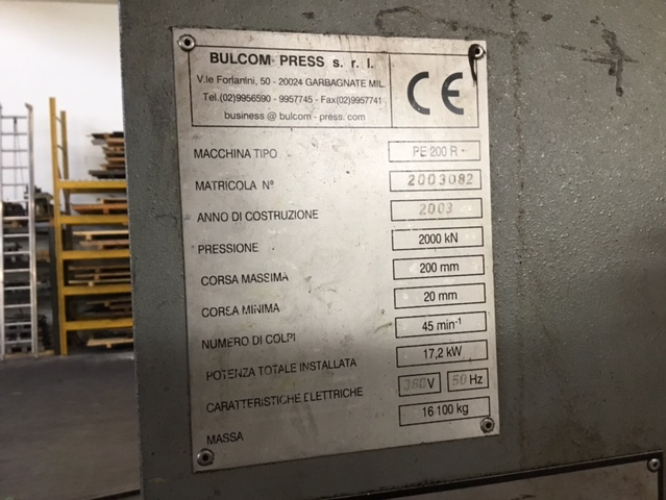 BULCOM PRESS s. r. l.
V.le Forlanini, 50 - 20024 GARBAGNATE MIL.
Tel.(02)9956590 - 9957745 - Fax(02)9957741
business @ bulcom - press. com
CE
MACCHINA TIPO PE 200 R
MATRICOLA N° 2003082
ANNO DI COSTRUZIONE 2003
PRESSIONE 2000 kN
CORSA MASSIMA 200 mm
CORSA MINIMA 20 mm
NUMERO DI COLPI 45 min⁻¹
POTENZA TOTALE INSTALLATA 17,2 kW
CARATTERISTICHE ELETTRICHE 380 V 50 Hz
MASSA 16 100 kg